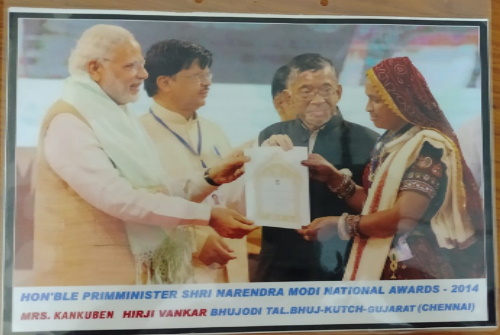 HON'BLE PRIMMINISTER SHRI NARENDRA MODI NATIONAL AWARDS - 2014
MRS. KANKUBEN HIRJI VANKAR BHUJODI TAL.BHUJ-KUTCH-GUJARAT (CHENNAI)